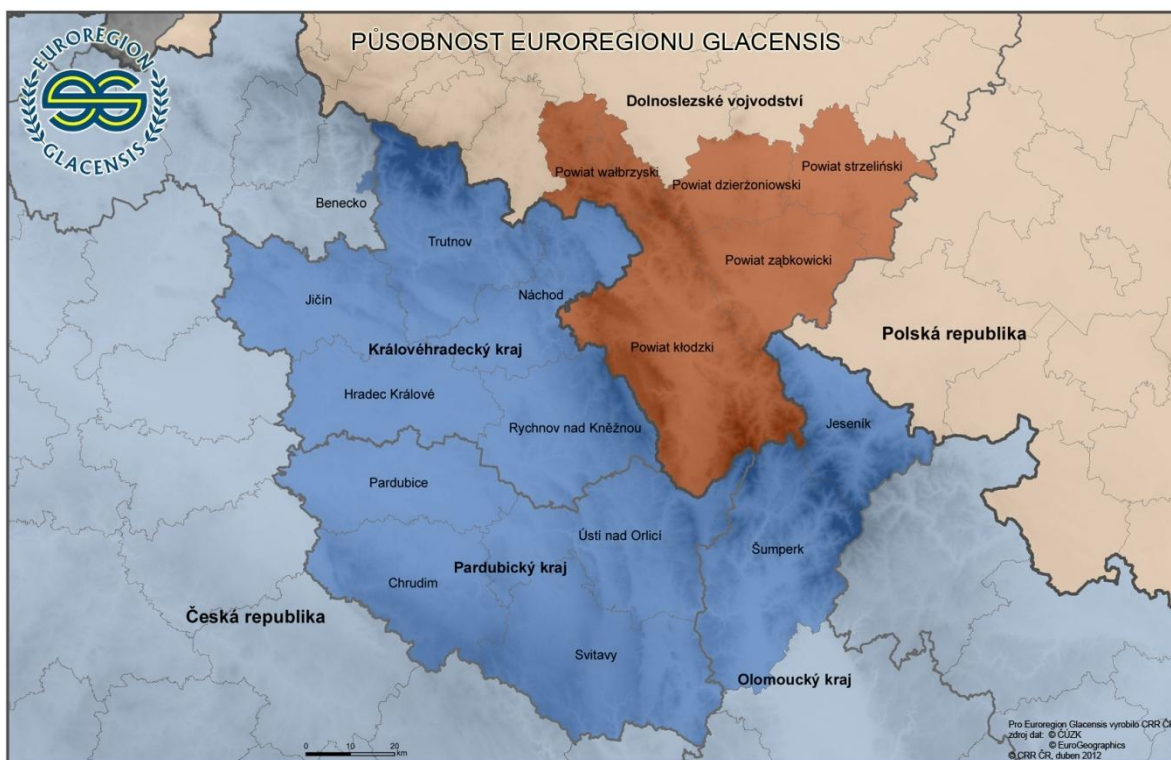 EUROREGION
GLACENSIS
PŮSOBNOST EUROREGIONU GLACENSIS
Dolnoslezské vojvodství
Powiat wałbrzyski
Powiat strzeliński
Powiat dzierżoniowski
Benecko
Trutnov
Powiat ząbkowicki
Náchod
Jičín
Polská republika
Powiat kłodzki
Královéhradecký kraj
Hradec Králové
Rychnov nad Kněžnou
Jeseník
Pardubice
Ústí nad Orlicí
Šumperk
Pardubický kraj
Chrudim
Česká republika
Svitavy
Olomoucký kraj
Pro Euroregion Glacensis vyrobilo CRR ČR
zdroj dat: © ČÚZK
© EuroGeographics
© CRR ČR, duben 2012
0 10 20
km